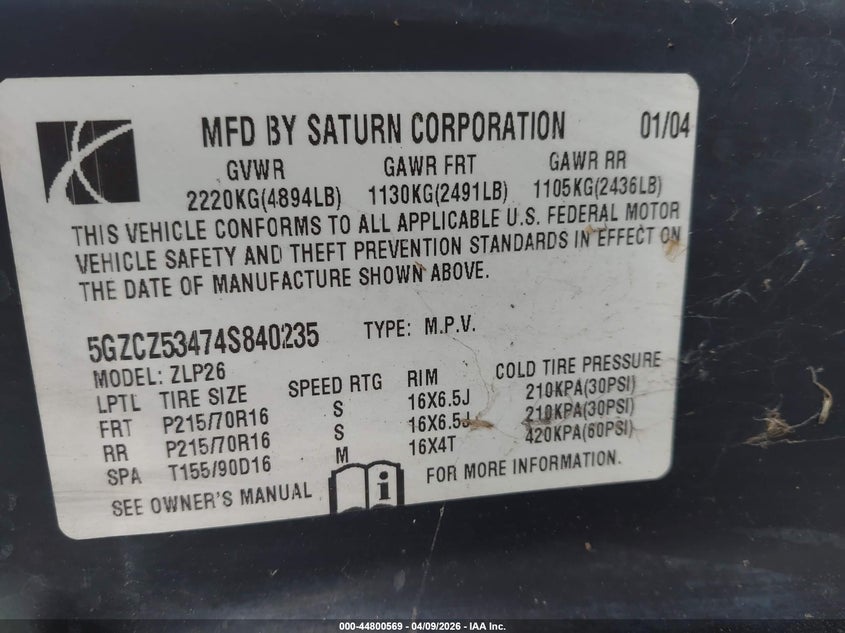 MFD BY SATURN CORPORATION 01/04
GVWR GAWR FRT GAWR RR
2220KG(4894LB) 1130KG(2491LB) 1105KG(2436LB)
THIS VEHICLE CONFORMS TO ALL APPLICABLE U.S. FEDERAL MOTOR
VEHICLE SAFETY AND THEFT PREVENTION STANDARDS IN EFFECT ON
THE DATE OF MANUFACTURE SHOWN ABOVE.
5GZCZ53474S840235 TYPE: M.P.V.
MODEL: ZLP26
LPTL TIRE SIZE SPEED RTG RIM COLD TIRE PRESSURE
FRT P215/70R16 S 16X6.5J 210KPA(30PSI)
RR P215/70R16 S 16X6.5J 210KPA(30PSI)
SPA T155/90D16 M 16X4T 420KPA(60PSI)
SEE OWNER'S MANUAL i FOR MORE INFORMATION.
000-44800569 | 04/09/2026 | IAA Inc.